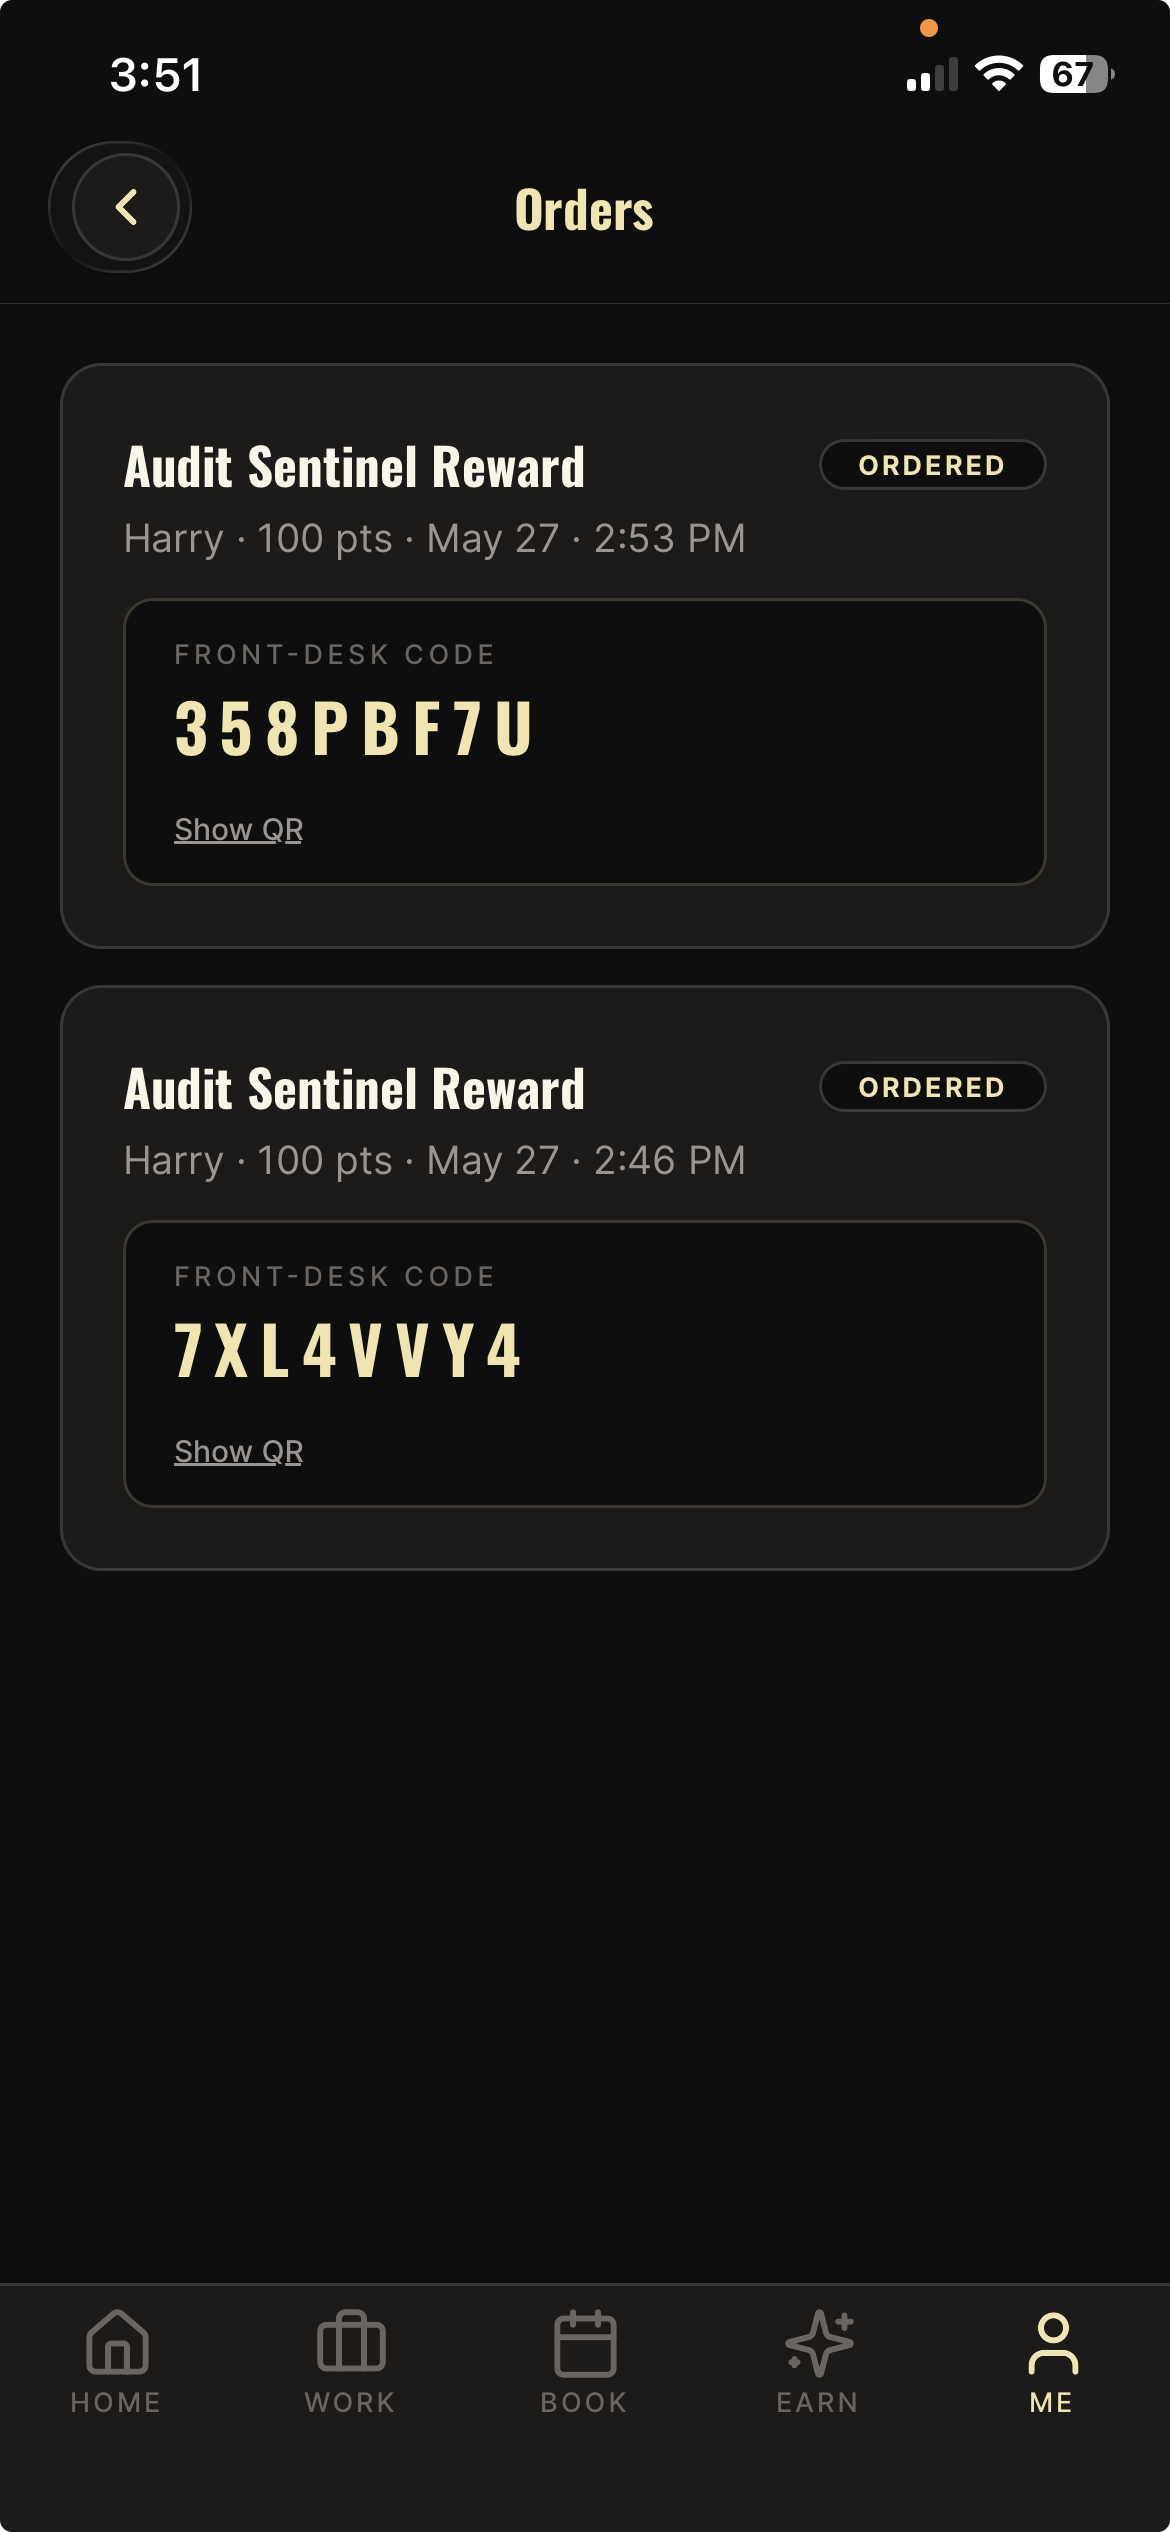 3:51
67
Orders
Audit Sentinel Reward
ORDERED
Harry · 100 pts · May 27 · 2:53 PM
FRONT-DESK CODE
358PBF7U
Show QR
Audit Sentinel Reward
ORDERED
Harry · 100 pts · May 27 · 2:46 PM
FRONT-DESK CODE
7XL4VVY4
Show QR
HOME
WORK
BOOK
EARN
ME